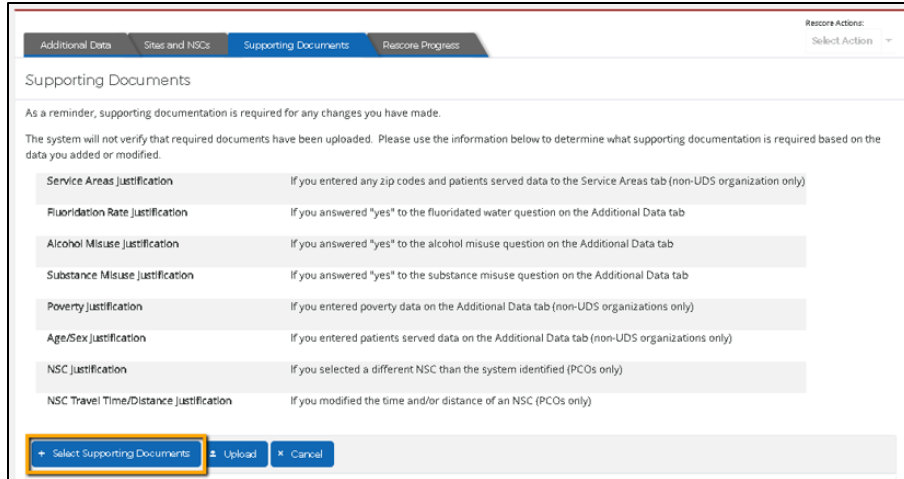 Rescore Actions:
Additional Data Sites and NSCs Supporting Documents Rescore Progress Select Action
Supporting Documents
As a reminder, supporting documentation is required for any changes you have made.
The system will not verify that required documents have been uploaded. Please use the information below to determine what supporting documentation is required based on the
data you added or modified.
Service Areas Justification If you entered any zip codes and patients served data to the Service Areas tab (non-UDS organization only)
Fluoridation Rate Justification If you answered "yes" to the fluoridated water question on the Additional Data tab
Alcohol Misuse Justification If you answered "yes" to the alcohol misuse question on the Additional Data tab
Substance Misuse Justification If you answered "yes" to the substance misuse question on the Additional Data tab
Poverty Justification If you entered poverty data on the Additional Data tab (non-UDS organizations only)
Age/Sex Justification If you entered patients served data on the Additional Data tab (non-UDS organizations only)
NSC Justification If you selected a different NSC than the system identified (PCOs only)
NSC Travel Time/Distance Justification If you modified the time and/or distance of an NSC (PCOs only)
+ Select Supporting Documents Upload × Cancel